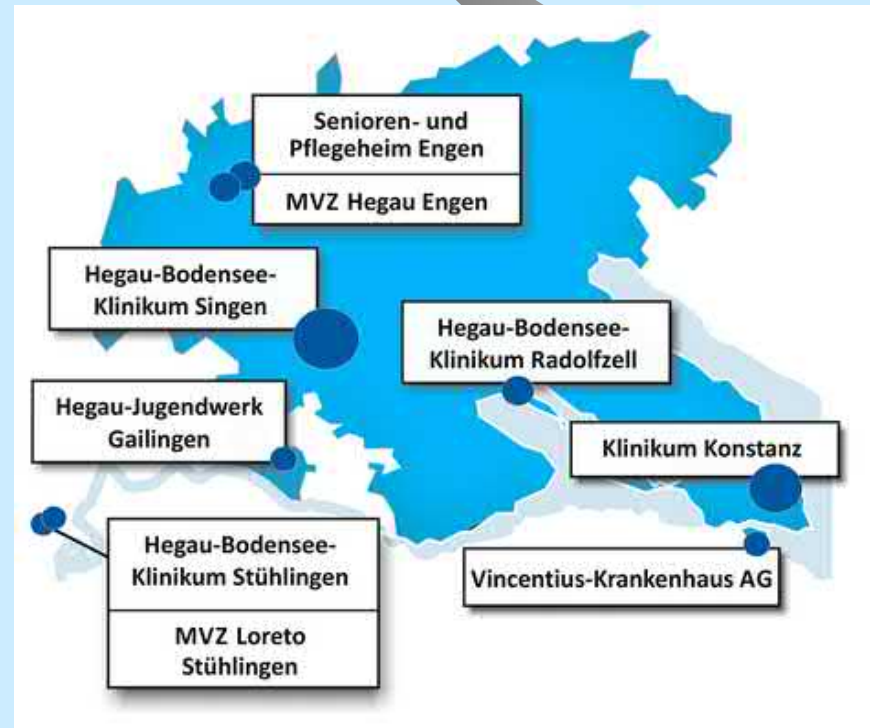 Senioren- und
Pflegeheim Engen
MVZ Hegau Engen
Hegau-Bodensee-
Klinikum Singen
Hegau-Bodensee-
Klinikum Radolfzell
Hegau-Jugendwerk
Gailingen
Klinikum Konstanz
Hegau-Bodensee-
Klinikum Stühlingen
MVZ Loreto
Stühlingen
Vincentius-Krankenhaus AG